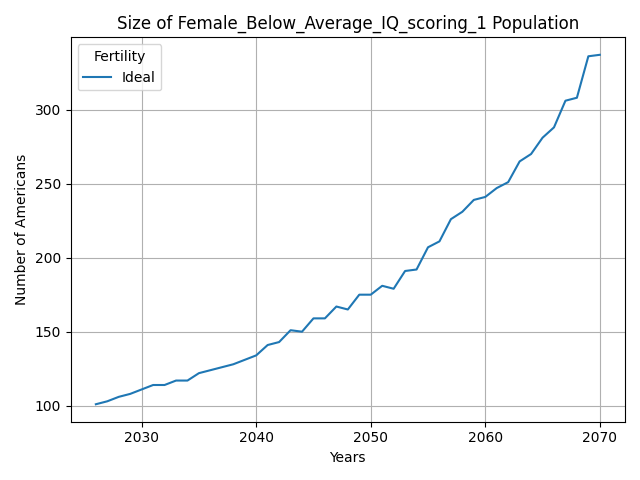 Size of Female_Below_Average_IQ_scoring_1 Population
Fertility
Ideal
Number of Americans
300
250
200
150
100
2030 2040 2050 2060 2070
Years